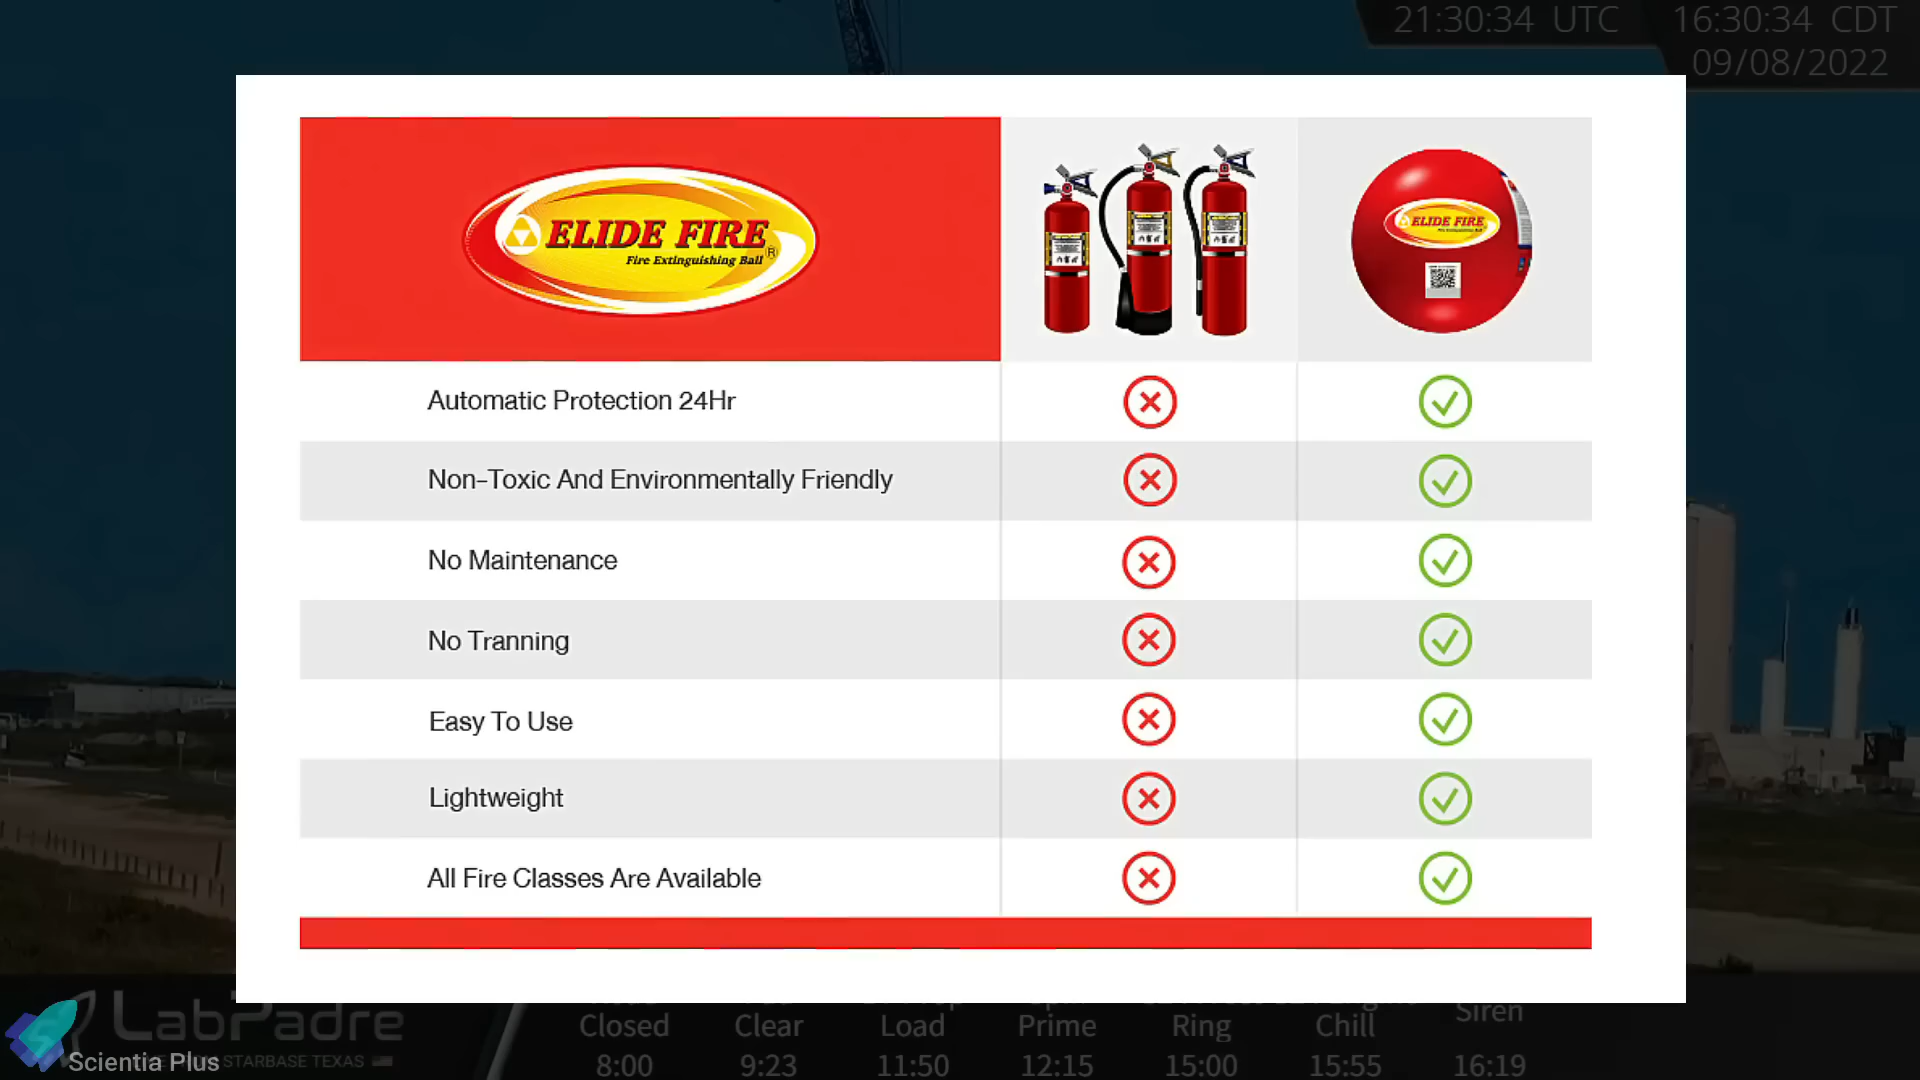 21:30:34 UTC 16:30:34 CDT
09/08/2022
ELIDE FIRE
®
Fire Extinguishing Ball
ELIDE FIRE
Automatic Protection 24Hr
Non-Toxic And Environmentally Friendly
No Maintenance
No Tranning
Easy To Use
Lightweight
All Fire Classes Are Available
LabPadre
STARBASE TEXAS
Scientia Plus
Closed Clear Load Prime Ring Chill Siren
8:00 9:23 11:50 12:15 15:00 15:55 16:19